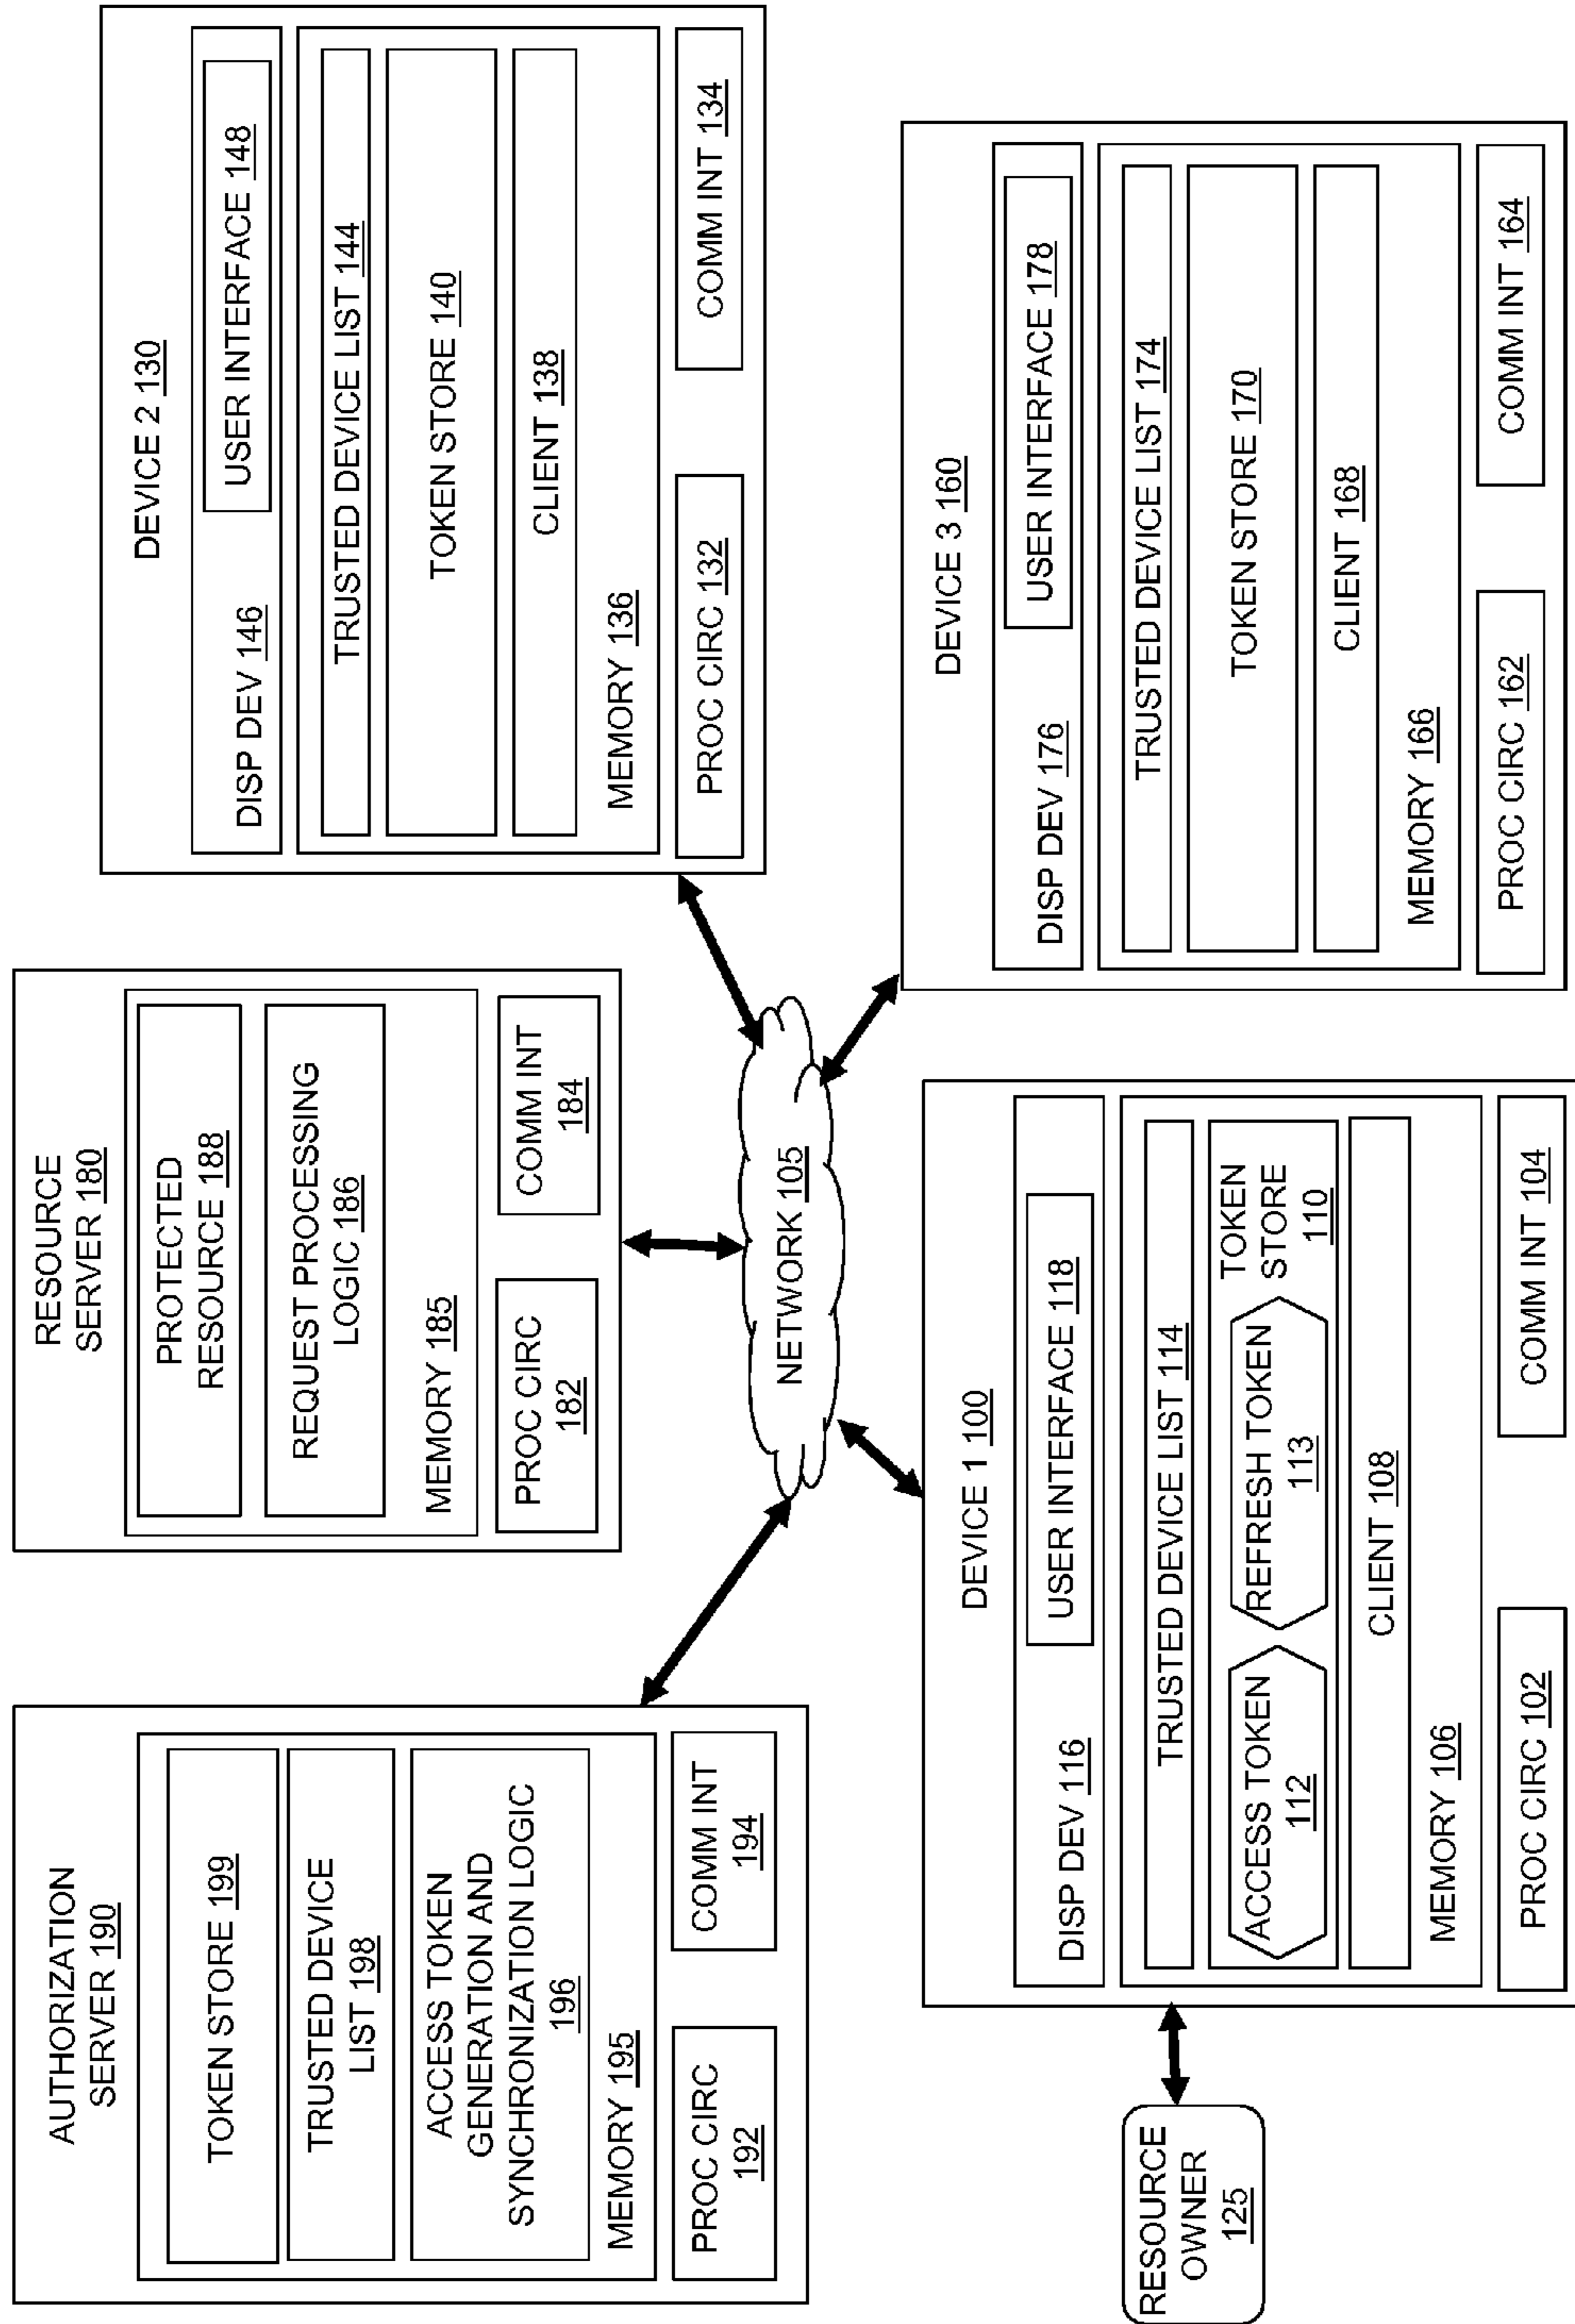 AUTHORIZATION
SERVER 190
TOKEN STORE 199
TRUSTED DEVICE
LIST 198
ACCESS TOKEN
GENERATION AND
SYNCHRONIZATION LOGIC
196
MEMORY 195
PROC CIRC
192
COMM INT
194
RESOURCE
SERVER 180
PROTECTED
RESOURCE 188
REQUEST PROCESSING
LOGIC 186
MEMORY 185
PROC CIRC
182
COMM INT
184
DEVICE 2 130
DISP DEV 146
USER INTERFACE 148
TRUSTED DEVICE LIST 144
TOKEN STORE 140
CLIENT 138
MEMORY 136
PROC CIRC 132
COMM INT 134
NETWORK 105
RESOURCE
OWNER
125
DEVICE 1 100
DISP DEV 116
USER INTERFACE 118
TRUSTED DEVICE LIST 114
ACCESS TOKEN
112
REFRESH TOKEN
113
TOKEN
STORE
110
CLIENT 108
MEMORY 106
PROC CIRC 102
COMM INT 104
DEVICE 3 160
DISP DEV 176
USER INTERFACE 178
TRUSTED DEVICE LIST 174
TOKEN STORE 170
CLIENT 168
MEMORY 166
PROC CIRC 162
COMM INT 164